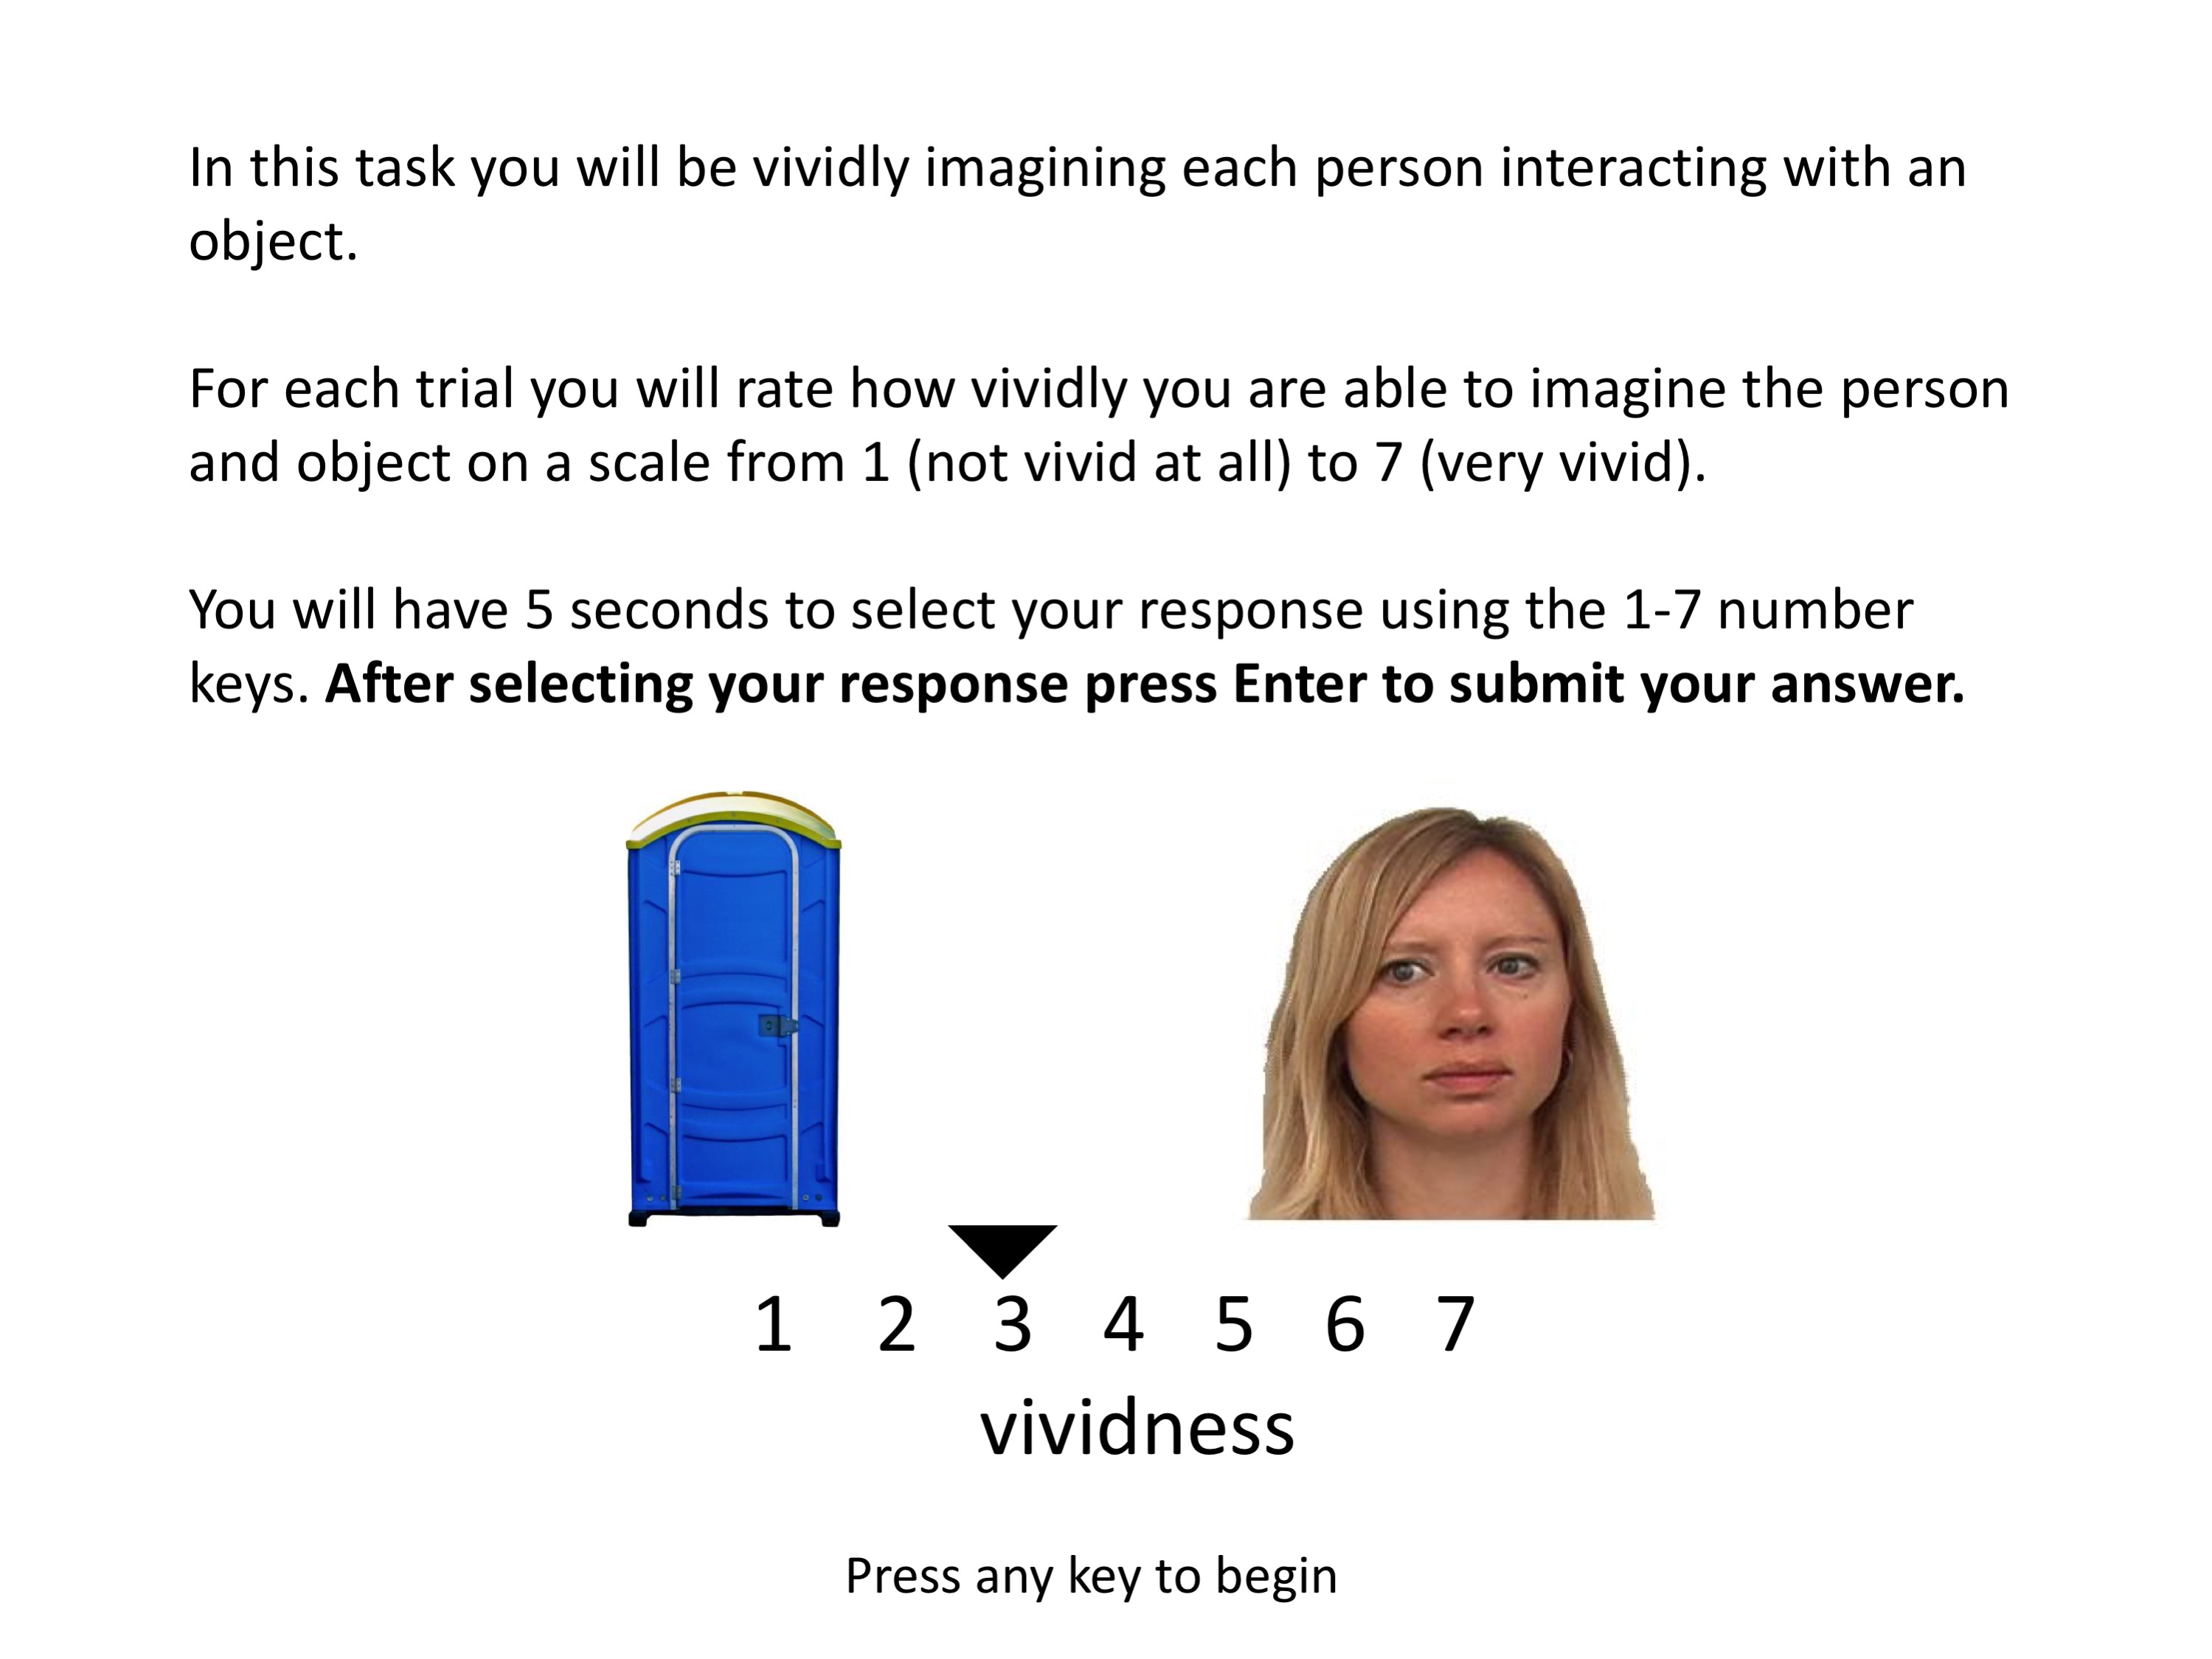 In this task you will be vividly imagining each person interacting with an
object.
For each trial you will rate how vividly you are able to imagine the person
and object on a scale from 1 (not vivid at all) to 7 (very vivid).
You will have 5 seconds to select your response using the 1-7 number
keys. After selecting your response press Enter to submit your answer.
1 2 3 4 5 6 7
vividness
Press any key to begin